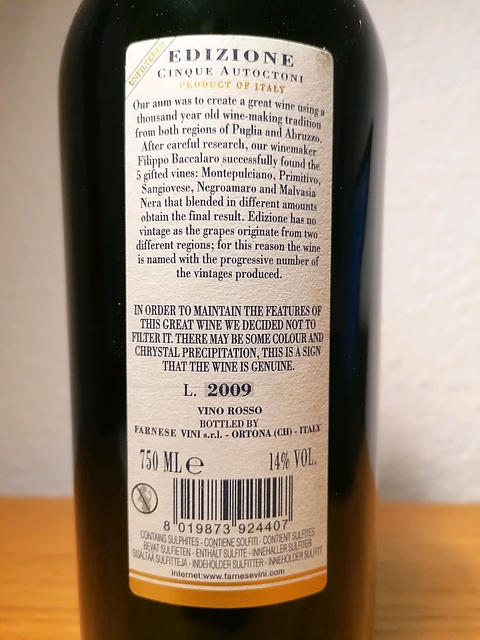 UNFILTERED
EDIZIONE
CINQUE AUTOCTONI
PRODUCT OF ITALY
Our aum was to create a great wine using a
thousand year old wine-making tradition
from both regions of Puglia and Abruzzo.
After careful research, our winemaker
Filippo Baccalaro successfully found the
5 gifted vines: Montepulciano, Primitivo,
Sangiovese, Negroamaro and Malvasia
Nera that blended in different amounts
obtain the final result. Edizione has no
vintage as the grapes originate from two
different regions; for this reason the wine
is named with the progressive number of
the vintages produced.
IN ORDER TO MAINTAIN THE FEATURES OF
THIS GREAT WINE WE DECIDED NOT TO
FILTER IT. THERE MAY BE SOME COLOUR AND
CHRYSTAL PRECIPITATION, THIS IS A SIGN
THAT THE WINE IS GENUINE.
L. 2009
VINO ROSSO
BOTTLED BY
FARNESE VINI s.r.l. - ORTONA (CH) - ITALY
750 ML e 14% VOL.
8 019873 924407
CONTAINS SULPHITES - CONTIENE SOLFITI - CONTIENT SULFITES
BEVAT SULFIETEN - ENTHÄLT SULFITE - INNEHALLER SULFITER
SISÄLTÄÄ SULFIITTEJA - INDEHOLDER SULFITTER - INNEHOLDER SULFITT
internet:www.farnesevini.com